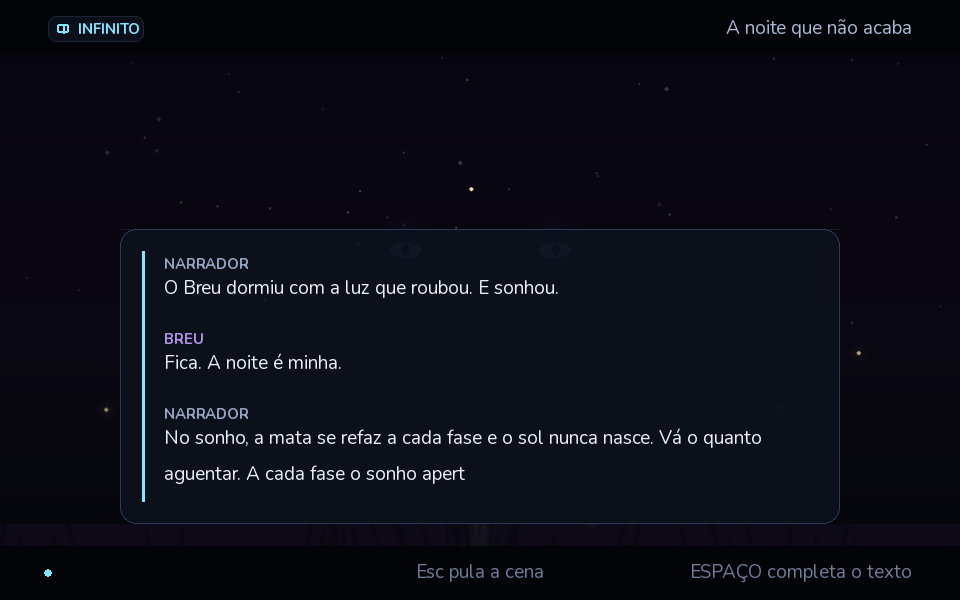 INFINITO
A noite que não acaba
NARRADOR
O Breu dormiu com a luz que roubou. E sonhou.
BREU
Fica. A noite é minha.
NARRADOR
No sonho, a mata se refaz a cada fase e o sol nunca nasce. Vá o quanto
aguentar. A cada fase o sonho apert
Esc pula a cena
ESPAÇO completa o texto